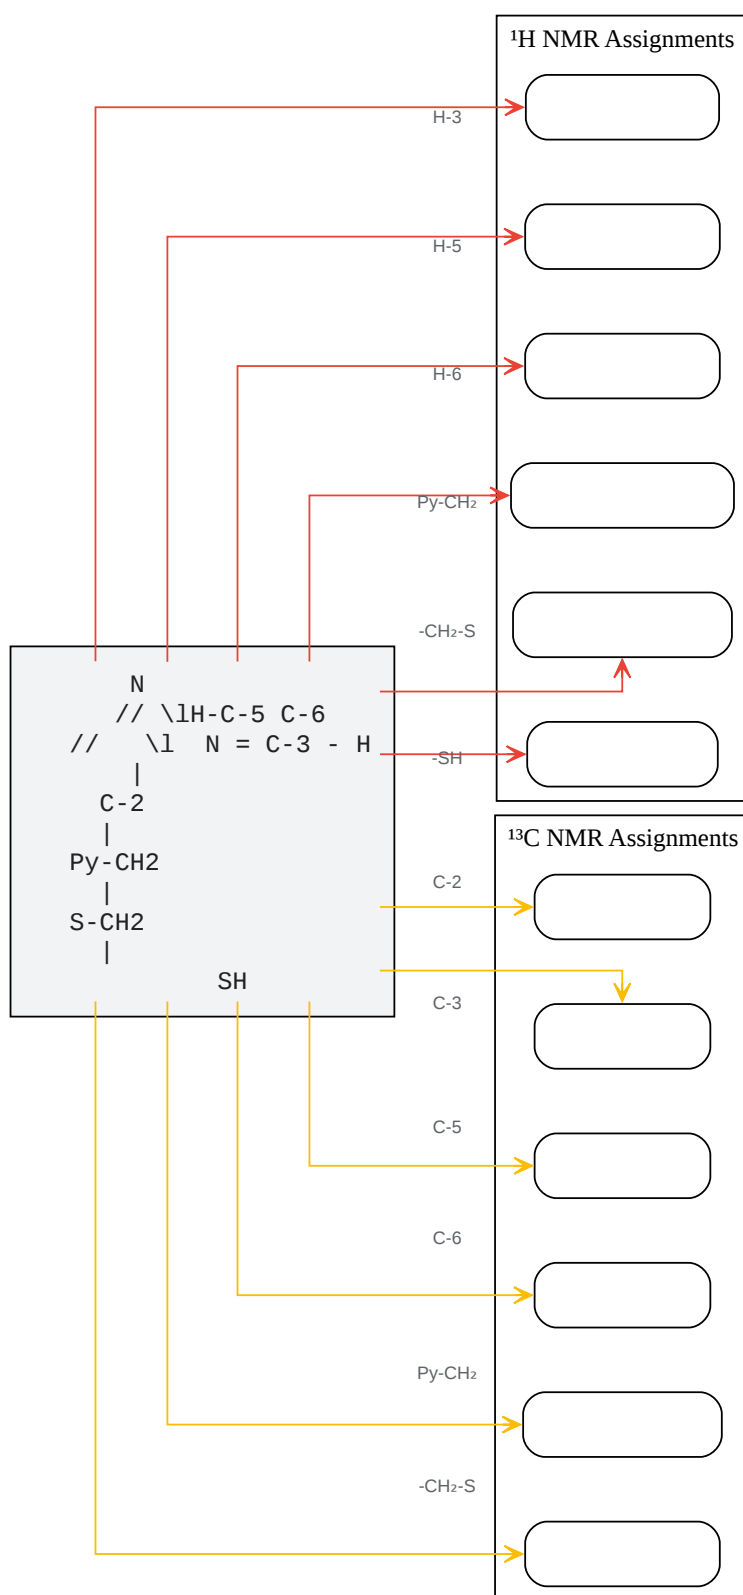 ¹H NMR Assignments
H-3
H-5
H-6
Py-CH₂
-CH₂-S
-SH
N
// \lH-C-5 C-6
//   \l  N = C-3 - H
|
C-2
|
Py-CH2
|
S-CH2
|
SH
¹³C NMR Assignments
C-2
C-3
C-5
C-6
Py-CH₂
-CH₂-S